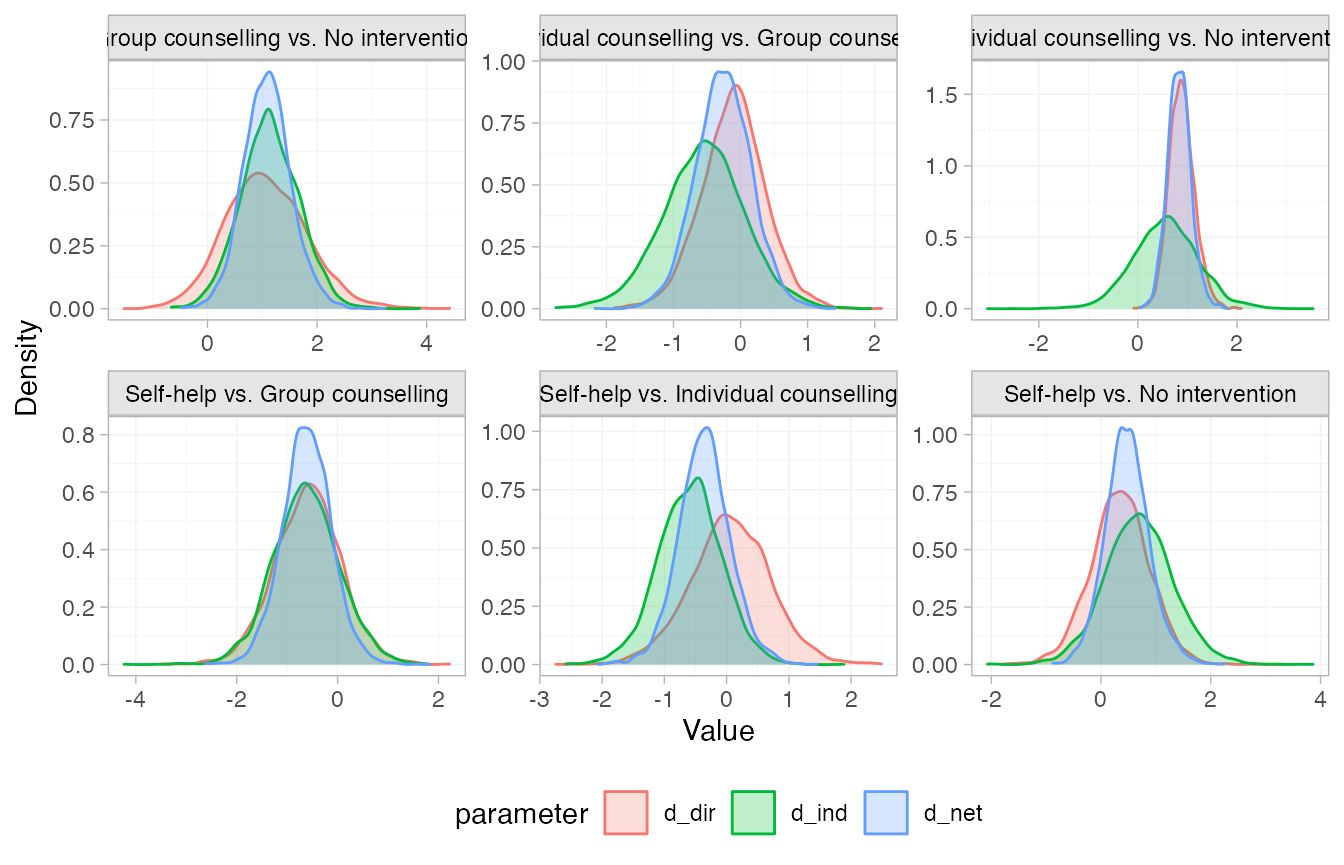 Group counselling vs. No interventio
vidual counselling vs. Group counse
ividual counselling vs. No intervent
1.00
0.75
0.50
0.25
0.00
0 2 4
0.75
0.50
0.25
0.00
-2 -1 0 1 2
1.5
1.0
0.5
0.0
-2 0 2
Density
Self-help vs. Group counselling
Self-help vs. Individual counselling
Self-help vs. No intervention
0.8
0.6
0.4
0.2
0.0
-4 -2 0 2
1.00
0.75
0.50
0.25
0.00
-3 -2 -1 0 1 2
1.00
0.75
0.50
0.25
0.00
-2 0 2 4
Value
parameter d_dir d_ind d_net